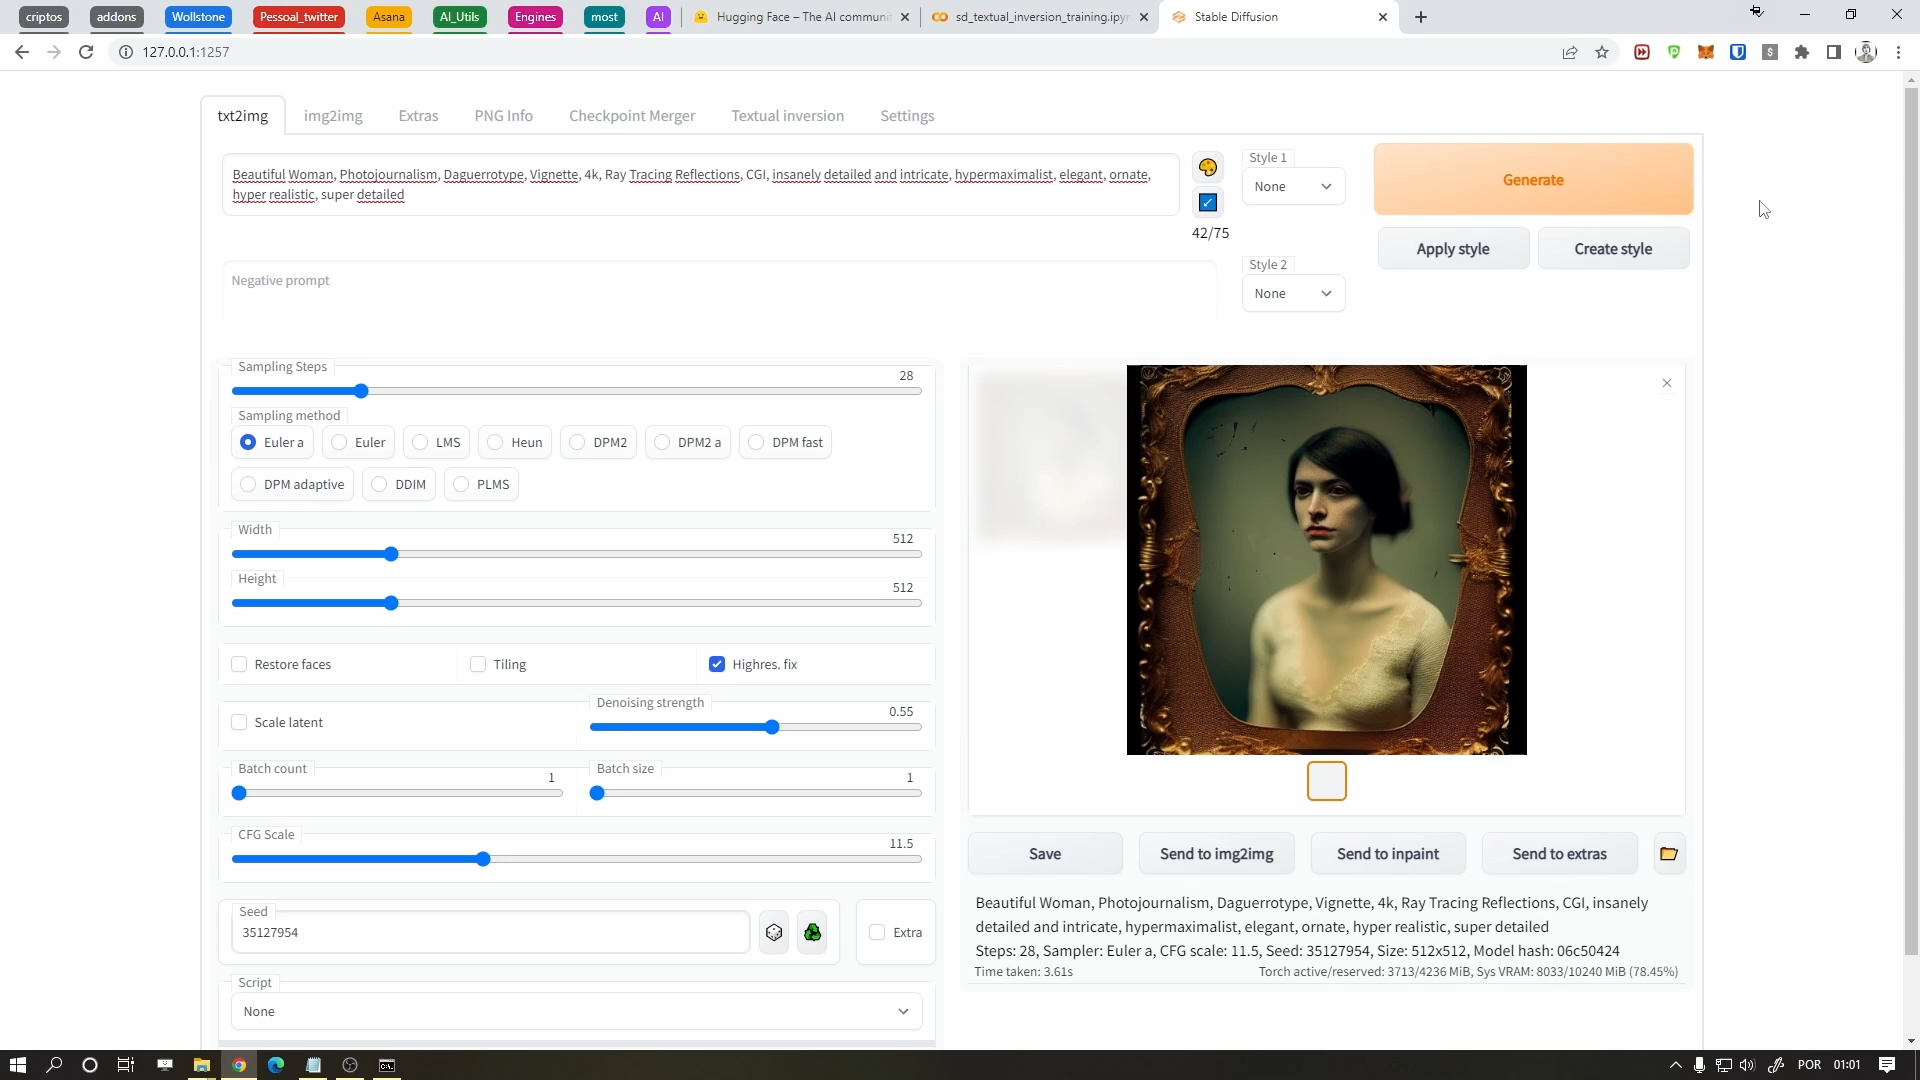 criptos addons Wollstone Pessoal_twitter Asana AI_Utils Engines most AI Hugging Face – The AI communi sd_textual_inversion_training.ipyn Stable Diffusion
127.0.0.1:1257
txt2img img2img Extras PNG Info Checkpoint Merger Textual inversion Settings
Beautiful Woman, Photojournalism, Daguerrotype, Vignette, 4k, Ray Tracing Reflections, CGI, insanely detailed and intricate, hypermaximalist, elegant, ornate,
hyper realistic, super detailed
42/75
Style 1
None
Generate
Apply style Create style
Negative prompt
Style 2
None
Sampling Steps
28
Sampling method
Euler a Euler LMS Heun DPM2 DPM2 a DPM fast
DPM adaptive DDIM PLMS
Width
512
Height
512
Restore faces Tiling Highres. fix
Scale latent
Denoising strength
0.55
Batch count
1
Batch size
1
CFG Scale
11.5
Seed
35127954
Extra
Script
None
Save Send to img2img Send to inpaint Send to extras
Beautiful Woman, Photojournalism, Daguerrotype, Vignette, 4k, Ray Tracing Reflections, CGI, insanely
detailed and intricate, hypermaximalist, elegant, ornate, hyper realistic, super detailed
Steps: 28, Sampler: Euler a, CFG scale: 11.5, Seed: 35127954, Size: 512x512, Model hash: 06c50424
Time taken: 3.61s Torch active/reserved: 3713/4236 MiB, Sys VRAM: 8033/10240 MiB (78.45%)
POR 01:01